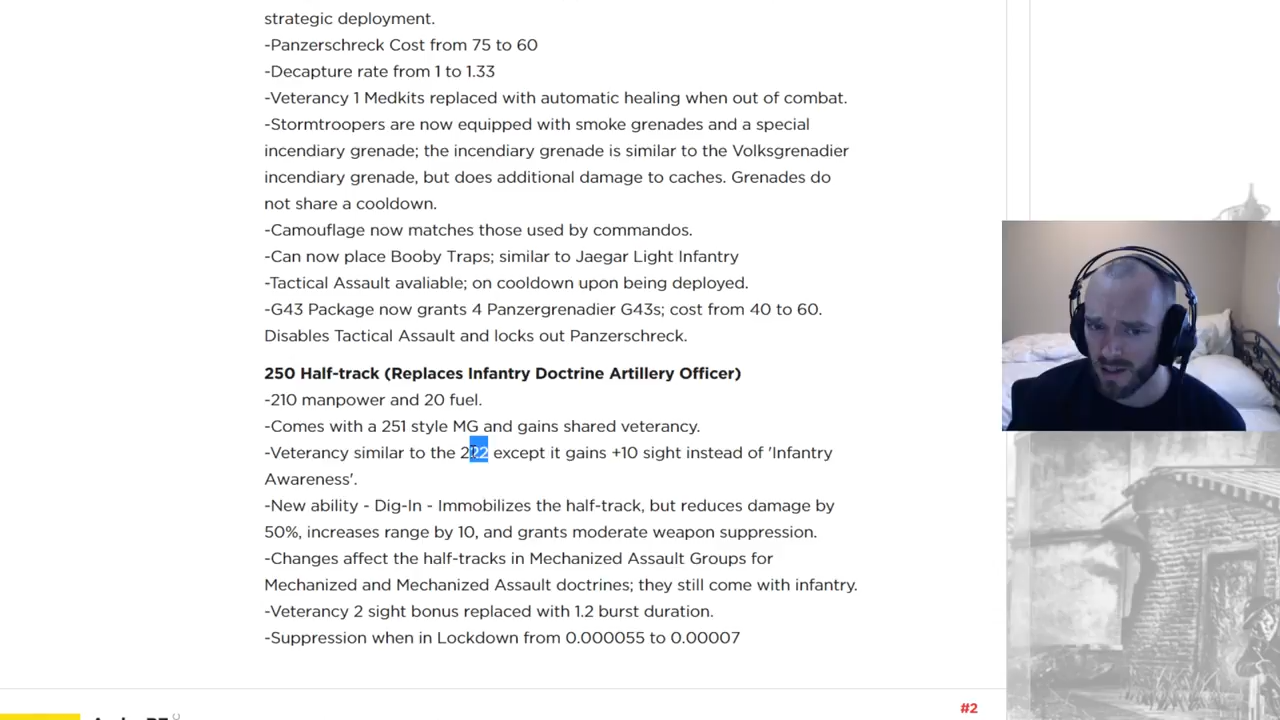 strategic deployment.
-Panzerschreck Cost from 75 to 60
-Decapture rate from 1 to 1.33
-Veterancy 1 Medkits replaced with automatic healing when out of combat.
-Stormtroopers are now equipped with smoke grenades and a special
incendiary grenade; the incendiary grenade is similar to the Volksgrenadier
incendiary grenade, but does additional damage to caches. Grenades do
not share a cooldown.
-Camouflage now matches those used by commandos.
-Can now place Booby Traps; similar to Jaegar Light Infantry
-Tactical Assault avaliable; on cooldown upon being deployed.
-G43 Package now grants 4 Panzergrenadier G43s; cost from 40 to 60.
Disables Tactical Assault and locks out Panzerschreck.
250 Half-track (Replaces Infantry Doctrine Artillery Officer)
-210 manpower and 20 fuel.
-Comes with a 251 style MG and gains shared veterancy.
-Veterancy similar to the 222 except it gains +10 sight instead of 'Infantry
Awareness'.
-New ability - Dig-In - Immobilizes the half-track, but reduces damage by
50%, increases range by 10, and grants moderate weapon suppression.
-Changes affect the half-tracks in Mechanized Assault Groups for
Mechanized and Mechanized Assault doctrines; they still come with infantry.
-Veterancy 2 sight bonus replaced with 1.2 burst duration.
-Suppression when in Lockdown from 0.000055 to 0.00007
#2